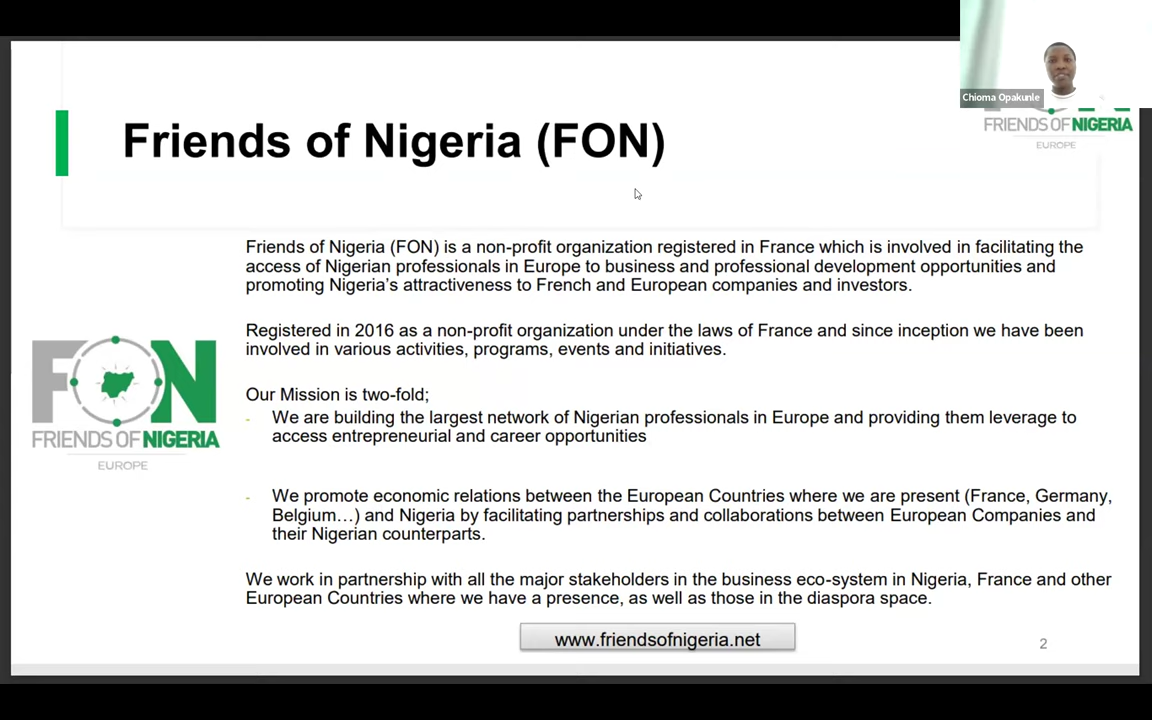 Chioma Opakunle
FRIENDS OF NIGERIA
EUROPE
Friends of Nigeria (FON)
Friends of Nigeria (FON) is a non-profit organization registered in France which is involved in facilitating the
access of Nigerian professionals in Europe to business and professional development opportunities and
promoting Nigeria's attractiveness to French and European companies and investors.
Registered in 2016 as a non-profit organization under the laws of France and since inception we have been
involved in various activities, programs, events and initiatives.
FON
FRIENDS OF NIGERIA
EUROPE
Our Mission is two-fold;
- We are building the largest network of Nigerian professionals in Europe and providing them leverage to
access entrepreneurial and career opportunities
- We promote economic relations between the European Countries where we are present (France, Germany,
Belgium…) and Nigeria by facilitating partnerships and collaborations between European Companies and
their Nigerian counterparts.
We work in partnership with all the major stakeholders in the business eco-system in Nigeria, France and other
European Countries where we have a presence, as well as those in the diaspora space.
www.friendsofnigeria.net
2